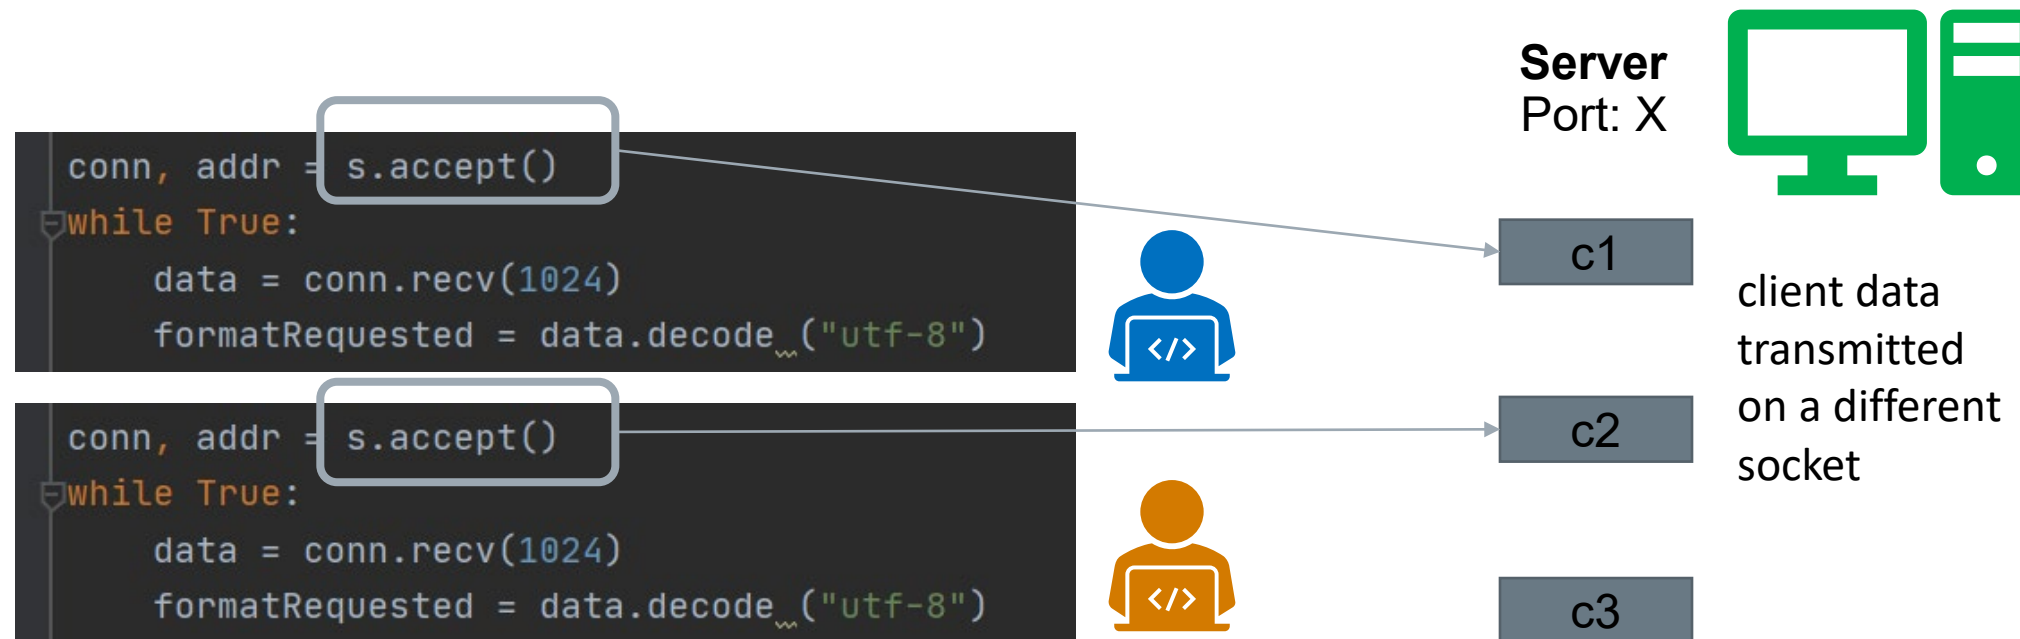 Server
Port: X
conn, addr = s.accept()
while True:
    data = conn.recv(1024)
    formatRequested = data.decode ("utf-8")
</>
c1
client data
transmitted
on a different
socket
conn, addr = s.accept()
while True:
    data = conn.recv(1024)
    formatRequested = data.decode ("utf-8")
</>
c2
c3